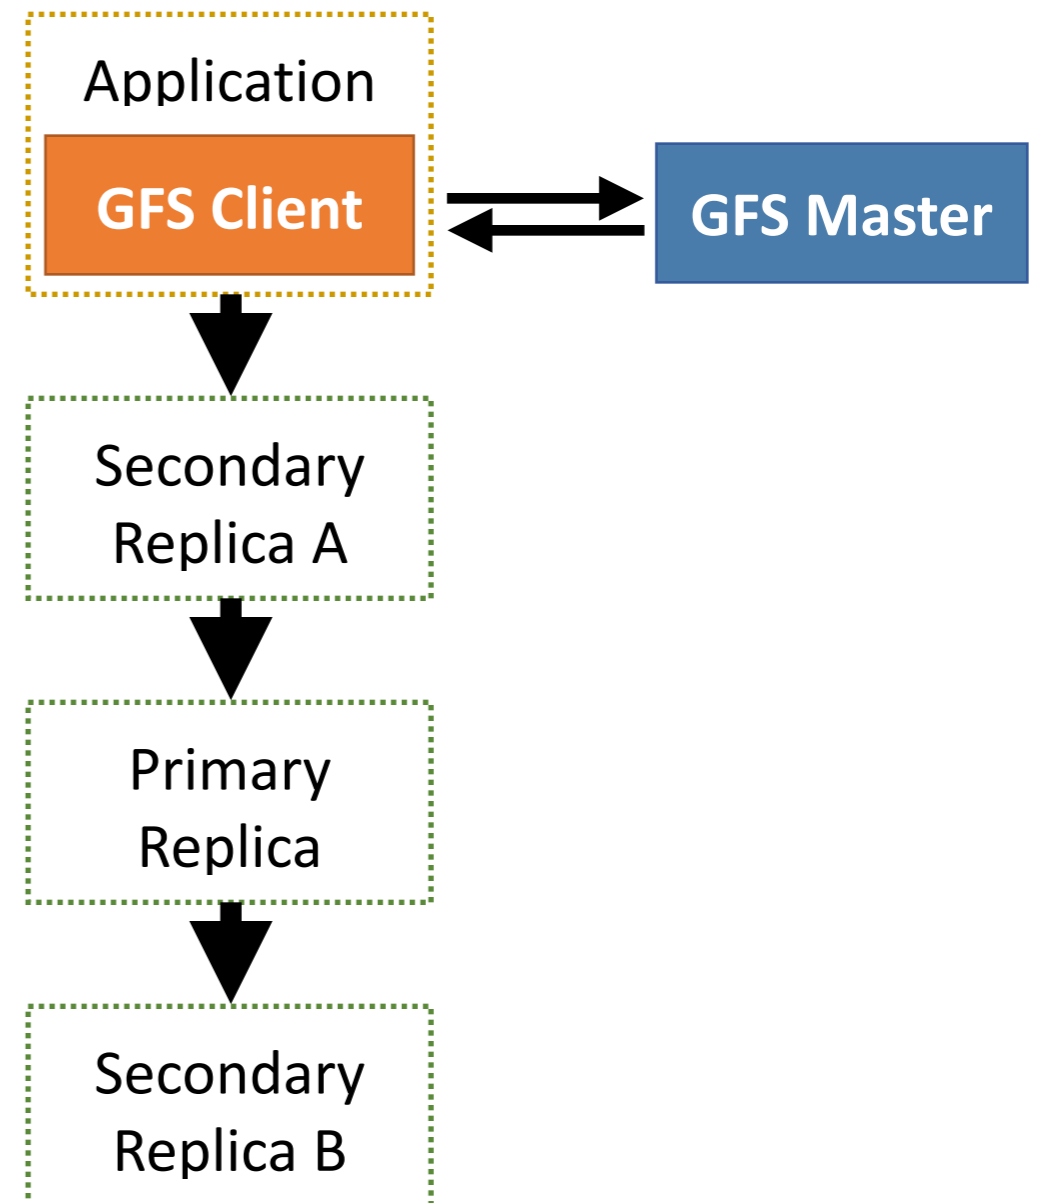 Application
GFS Client
GFS Master
Secondary
Replica A
Primary
Replica
Secondary
Replica B